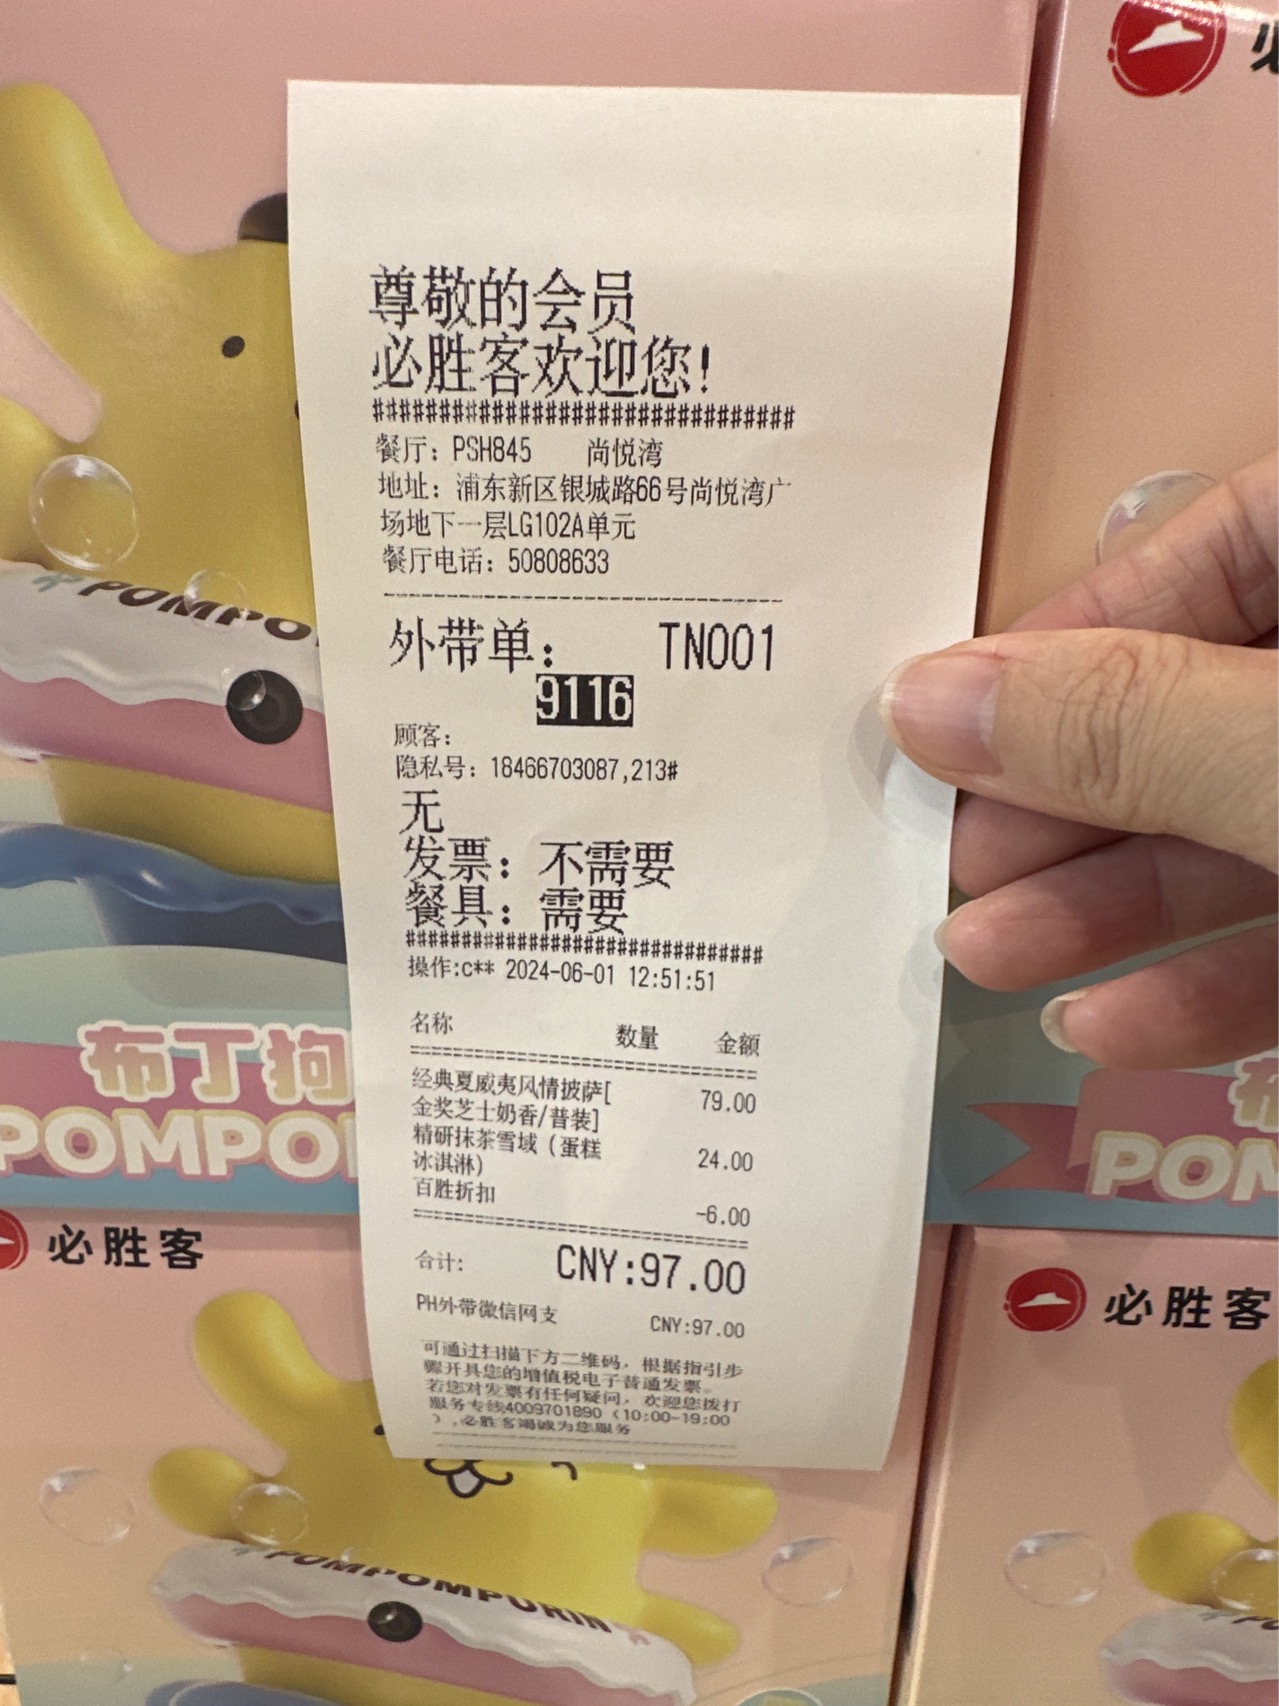 尊敬的会员
必胜客欢迎您!
################################
餐厅: PSH845 尚悦湾
地址: 浦东新区银城路66号尚悦湾广
场地下一层LG102A单元
餐厅电话: 50808633
外带单: TN001
9116
顾客:
隐私号: 18466703087,213#
无
发票: 不需要
餐具: 需要
################################
操作:c** 2024-06-01 12:51:51
名称 数量 金额
经典夏威夷风情披萨[ 79.00
金奖芝士奶香/普装]
精研抹茶雪域(蛋糕 24.00
冰淇淋)
百胜折扣 -6.00
合计: CNY:97.00
PH外带微信网支 CNY:97.00
可通过扫描下方二维码, 根据指引步
骤开具您的增值税电子普通发票。
若您对发票有任何疑问, 欢迎您拨打
服务专线4009701890 (10:00-19:00
),必胜客竭诚为您服务
POMPO
布丁狗
POMPO
布
POM
必胜客
必胜客
POMPOMPURIN